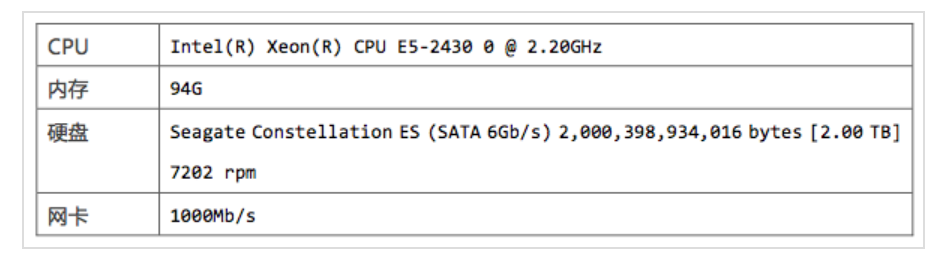 CPU Intel(R) Xeon(R) CPU E5-2430 0 @ 2.20GHz
内存 94G
硬盘 Seagate Constellation ES (SATA 6Gb/s) 2,000,398,934,016 bytes [2.00 TB]
7202 rpm
网卡 1000Mb/s